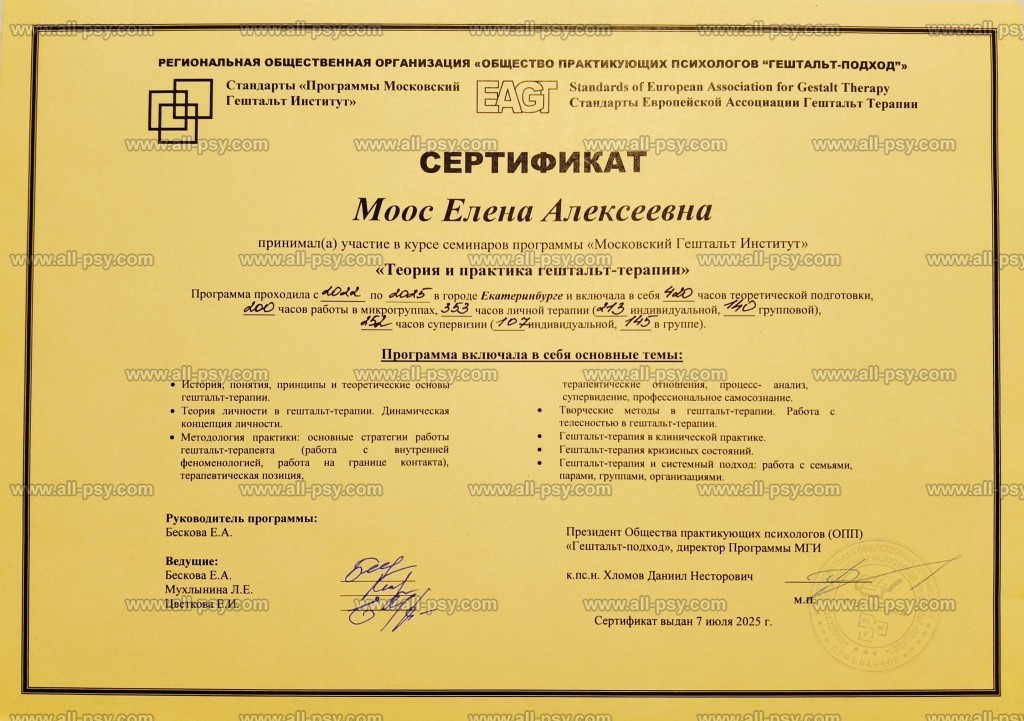 РЕГИОНАЛЬНАЯ ОБЩЕСТВЕННАЯ ОРГАНИЗАЦИЯ «ОБЩЕСТВО ПРАКТИКУЮЩИХ ПСИХОЛОГОВ "ГЕШТАЛЬТ-ПОДХОД"»
Стандарты «Программы Московский
Гештальт Институт»
EAGT
Standards of European Association for Gestalt Therapy
Стандарты Европейской Ассоциации Гештальт Терапии
СЕРТИФИКАТ
Моос Елена Алексеевна
принимал(а) участие в курсе семинаров программы «Московский Гештальт Институт»
«Теория и практика гештальт-терапии»
Программа проходила с 2022 по 2025 в городе Екатеринбурге и включала в себя 420 часов теоретической подготовки,
200 часов работы в микрогруппах, 353 часов личной терапии (213 индивидуальной, 140 групповой),
252 часов супервизии (107 индивидуальной, 145 в группе).
Программа включала в себя основные темы:
• История, понятия, принципы и теоретические основы
гештальт-терапии.
• Теория личности в гештальт-терапии. Динамическая
концепция личности.
• Методология практики: основные стратегии работы
гештальт-терапевта (работа с внутренней
феноменологией, работа на границе контакта),
терапевтическая позиция,
терапевтические отношения, процесс- анализ,
супервидение, профессиональное самосознание.
• Творческие методы в гештальт-терапии. Работа с
телесностью в гештальт-терапии.
• Гештальт-терапия в клинической практике.
• Гештальт-терапия кризисных состояний.
• Гештальт-терапия и системный подход: работа с семьями,
парами, группами, организациями.
Руководитель программы:
Бескова Е.А.
Ведущие:
Бескова Е.А.
Мухлынина Л.Е.
Цветкова Е.И.
Президент Общества практикующих психологов (ОПП)
«Гештальт-подход», директор Программы МГИ
к.пс.н. Хломов Даниил Несторович
м.п.
Сертификат выдан 7 июля 2025 г.
www.all-psy.com